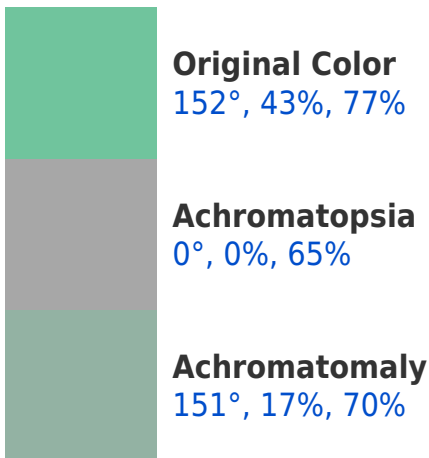 Original Color
152°, 43%, 77%
Achromatopsia
0°, 0%, 65%
Achromatomaly
151°, 17%, 70%